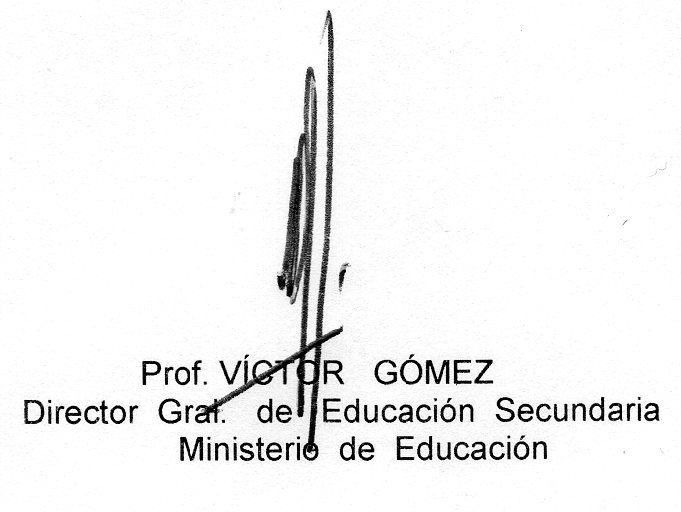 Prof. VÍCTOR GÓMEZ
Director Gral. de Educación Secundaria
Ministerio de Educación